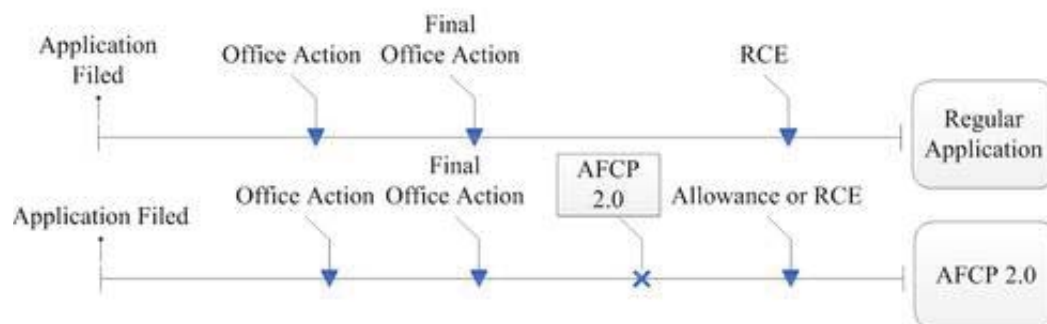 Application
Filed
Office Action
Final
Office Action
RCE
Regular
Application
Application Filed
Office Action
Final
Office Action
AFCP
2.0
Allowance or RCE
AFCP 2.0